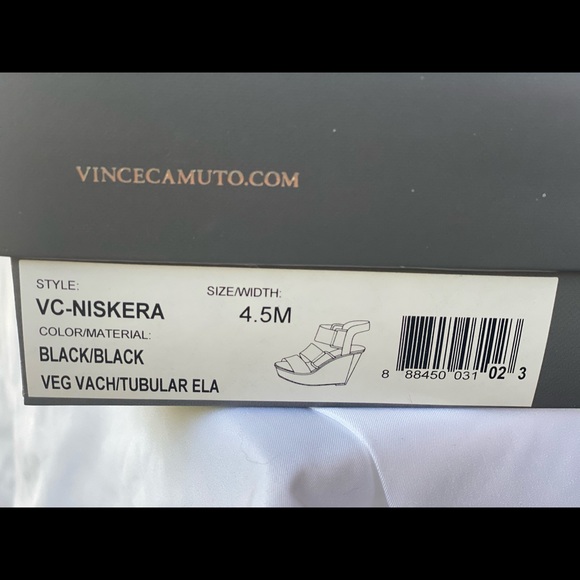 VINCECAMUTO.COM
STYLE: SIZE/WIDTH:
VC-NISKERA 4.5M
COLOR/MATERIAL:
BLACK/BLACK
VEG VACH/TUBULAR ELA
8 88450 031 02 3